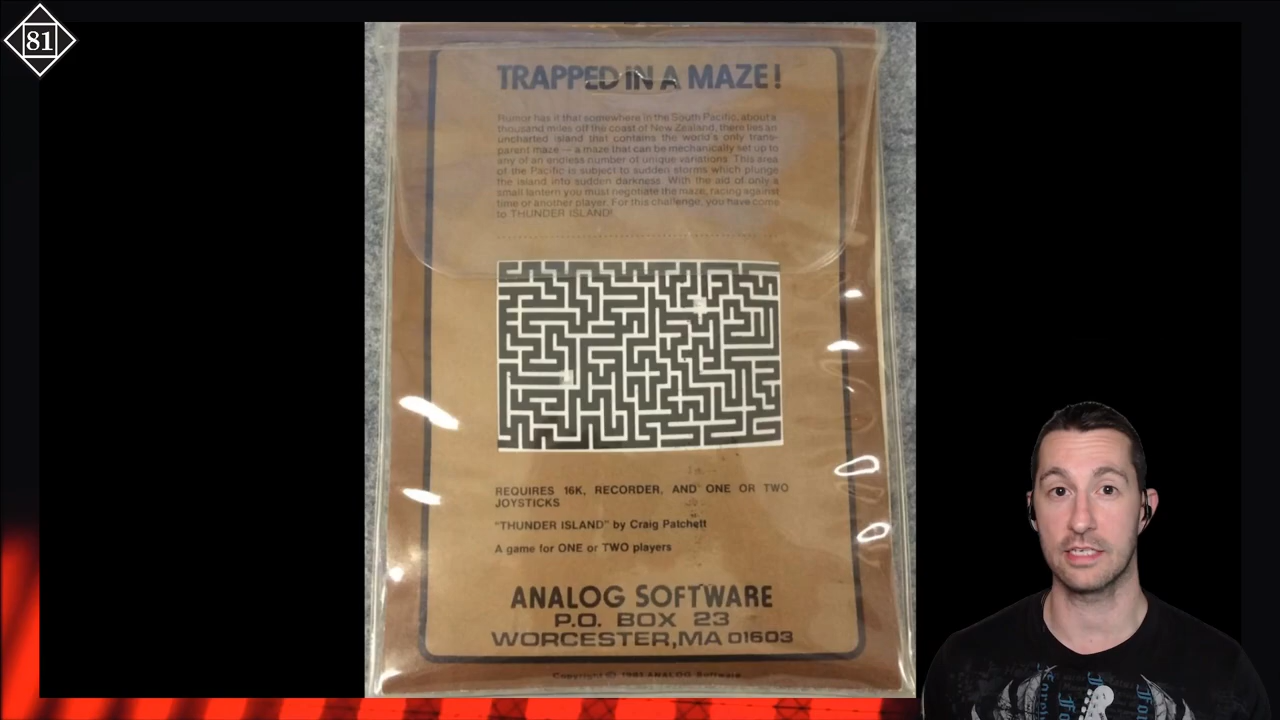 81
TRAPPED IN A MAZE!
Rumor has it that somewhere in the South Pacific, about a
thousand miles off the coast of New Zealand, there lies an
uncharted island that contains the world's only trans-
parent maze — a maze that can be mechanically set up to
any of an endless number of unique variations. This area
of the Pacific is subject to sudden storms which plunge
the island into sudden darkness. With the aid of only a
small lantern you must negotiate the maze, racing against
time or another player. For this challenge, you have come
to THUNDER ISLAND!
REQUIRES 16K, RECORDER, AND ONE OR TWO
JOYSTICKS
"THUNDER ISLAND" by Craig Patchett
A game for ONE or TWO players
ANALOG SOFTWARE
P.O. BOX 23
WORCESTER,MA 01603
Copyright © ANALOG Software